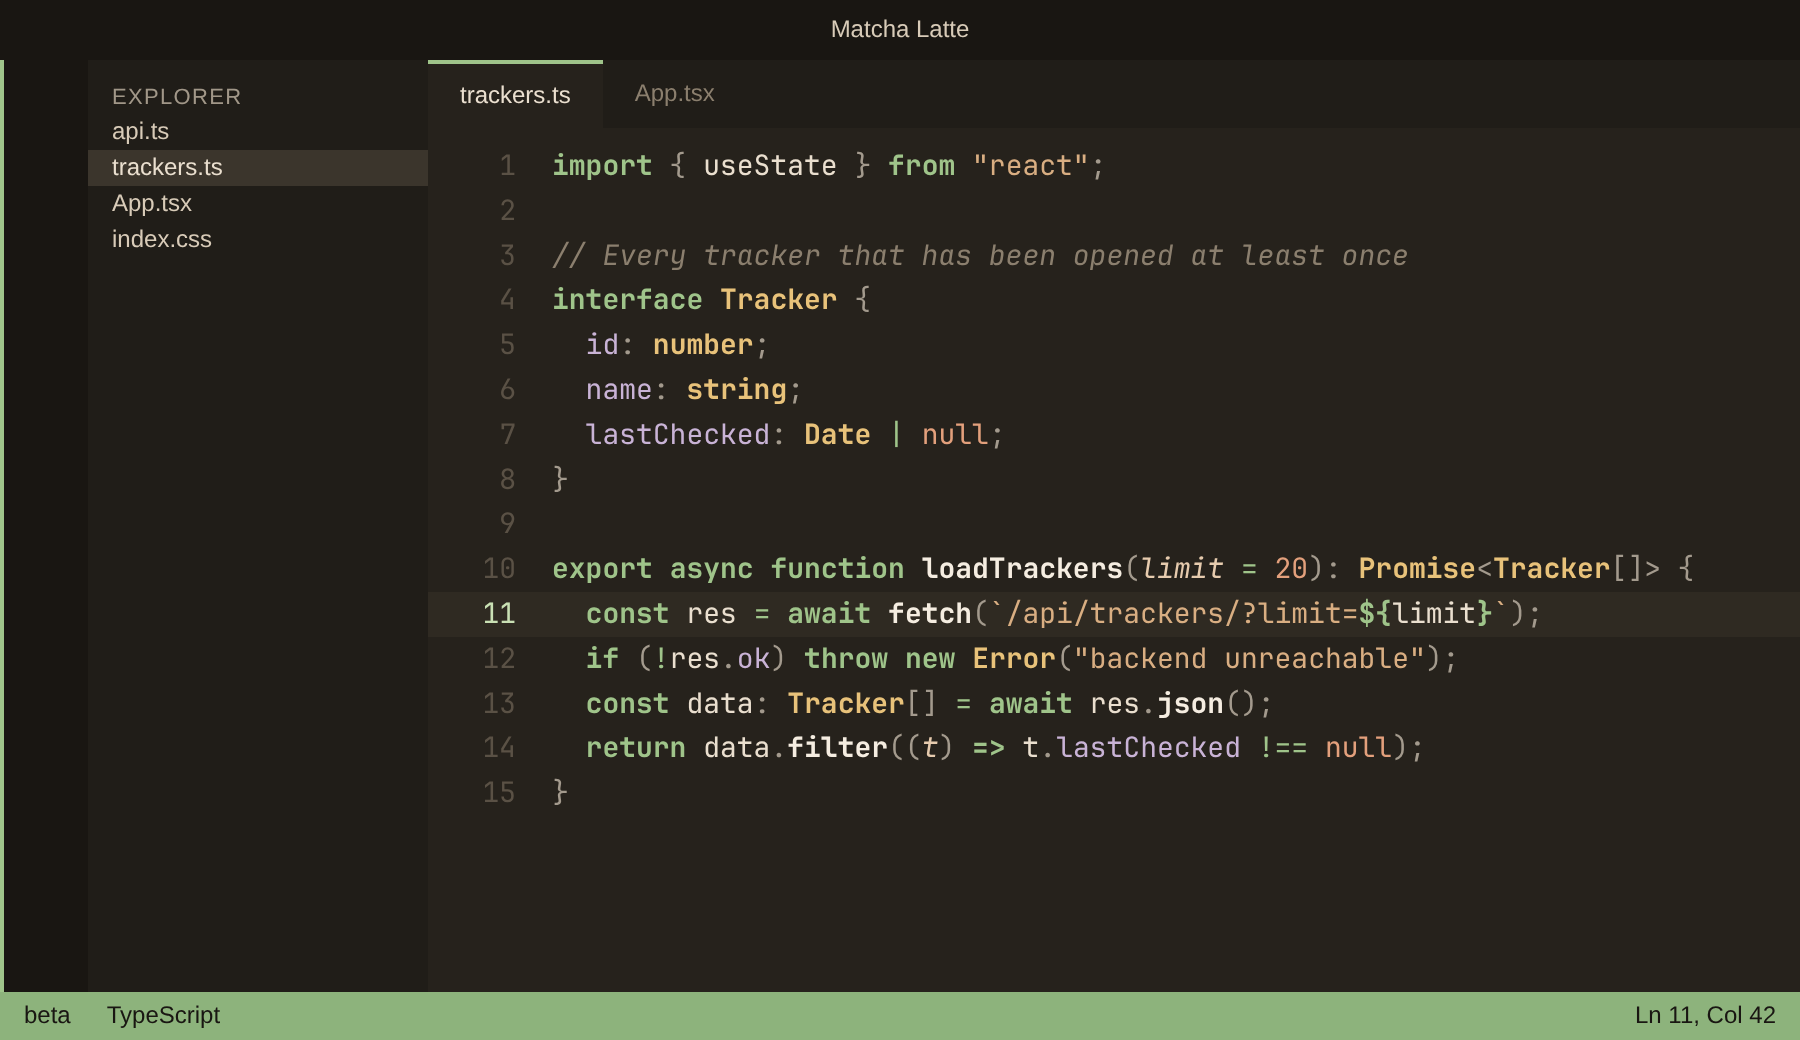 Matcha Latte
EXPLORER
api.ts
trackers.ts
App.tsx
index.css
trackers.ts App.tsx
1 import { useState } from "react";
2
3 // Every tracker that has been opened at least once
4 interface Tracker {
5   id: number;
6   name: string;
7   lastChecked: Date | null;
8 }
9
10 export async function loadTrackers(limit = 20): Promise<Tracker[]> {
11   const res = await fetch(`/api/trackers/?limit=${limit}`);
12   if (!res.ok) throw new Error("backend unreachable");
13   const data: Tracker[] = await res.json();
14   return data.filter((t) => t.lastChecked !== null);
15 }
beta TypeScript Ln 11, Col 42